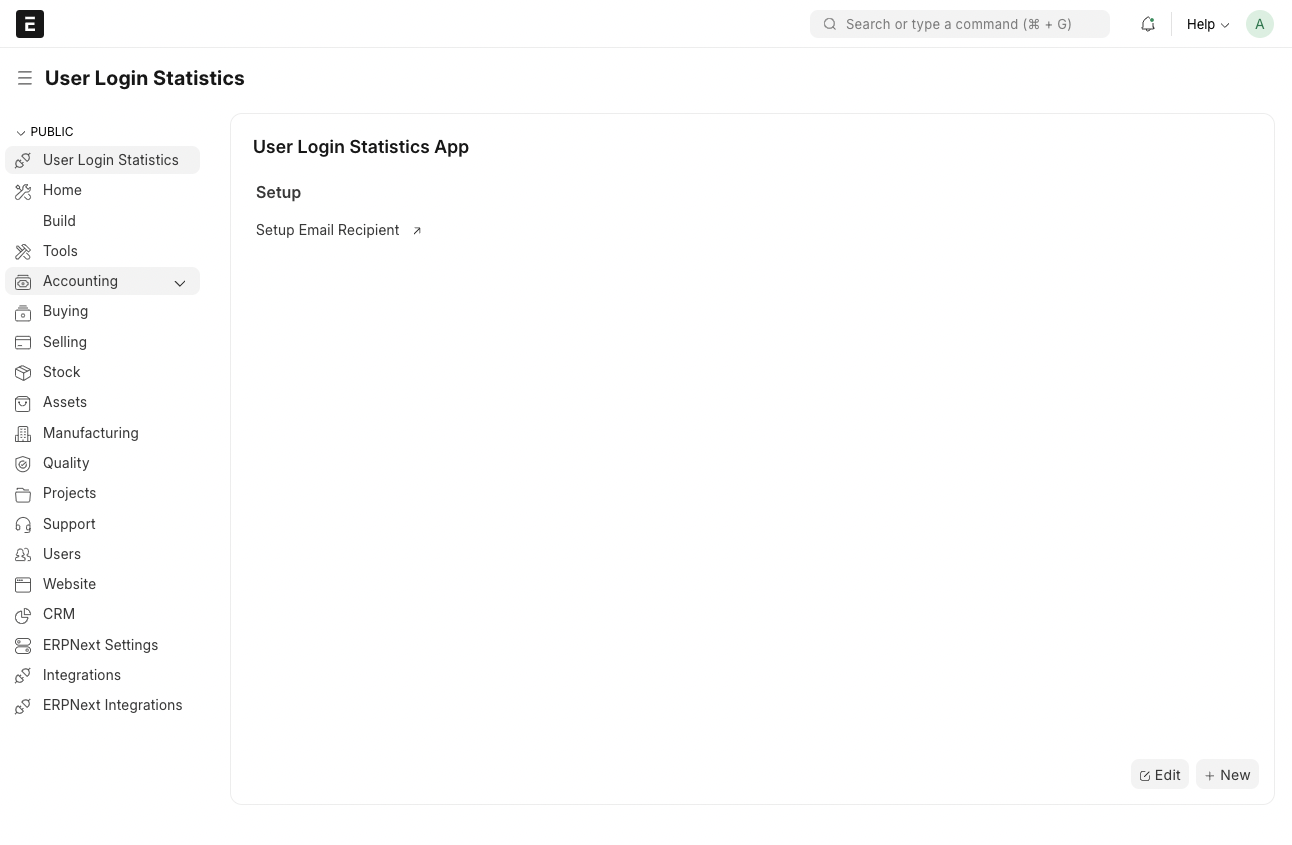 E
Search or type a command (⌘ + G)
Help
A
User Login Statistics
PUBLIC
User Login Statistics
Home
Build
Tools
Accounting
Buying
Selling
Stock
Assets
Manufacturing
Quality
Projects
Support
Users
Website
CRM
ERPNext Settings
Integrations
ERPNext Integrations
User Login Statistics App
Setup
Setup Email Recipient
Edit
+ New